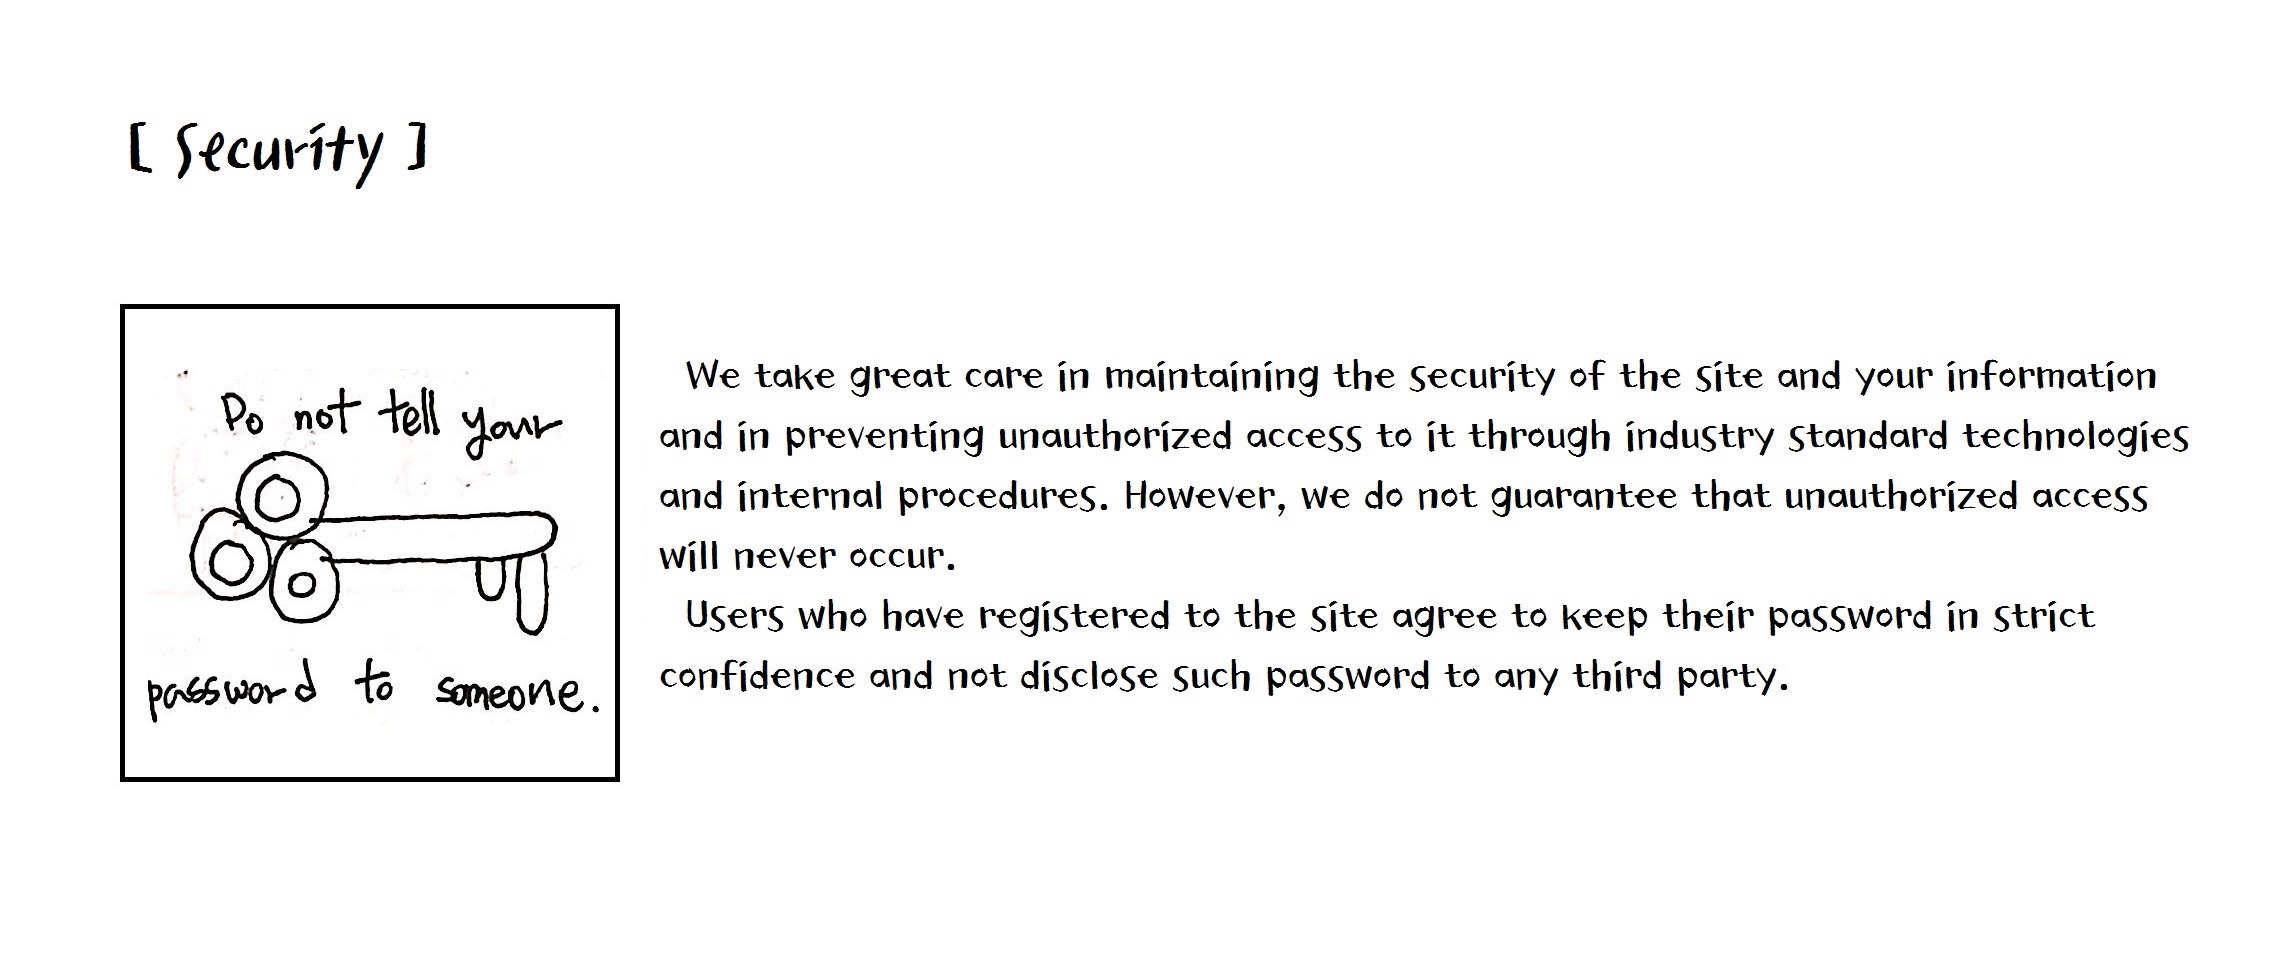 [ Security ]
Do not tell your
password to someone.
We take great care in maintaining the security of the site and your information
and in preventing unauthorized access to it through industry standard technologies
and internal procedures. However, we do not guarantee that unauthorized access
will never occur.
Users who have registered to the site agree to keep their password in strict
confidence and not disclose such password to any third party.